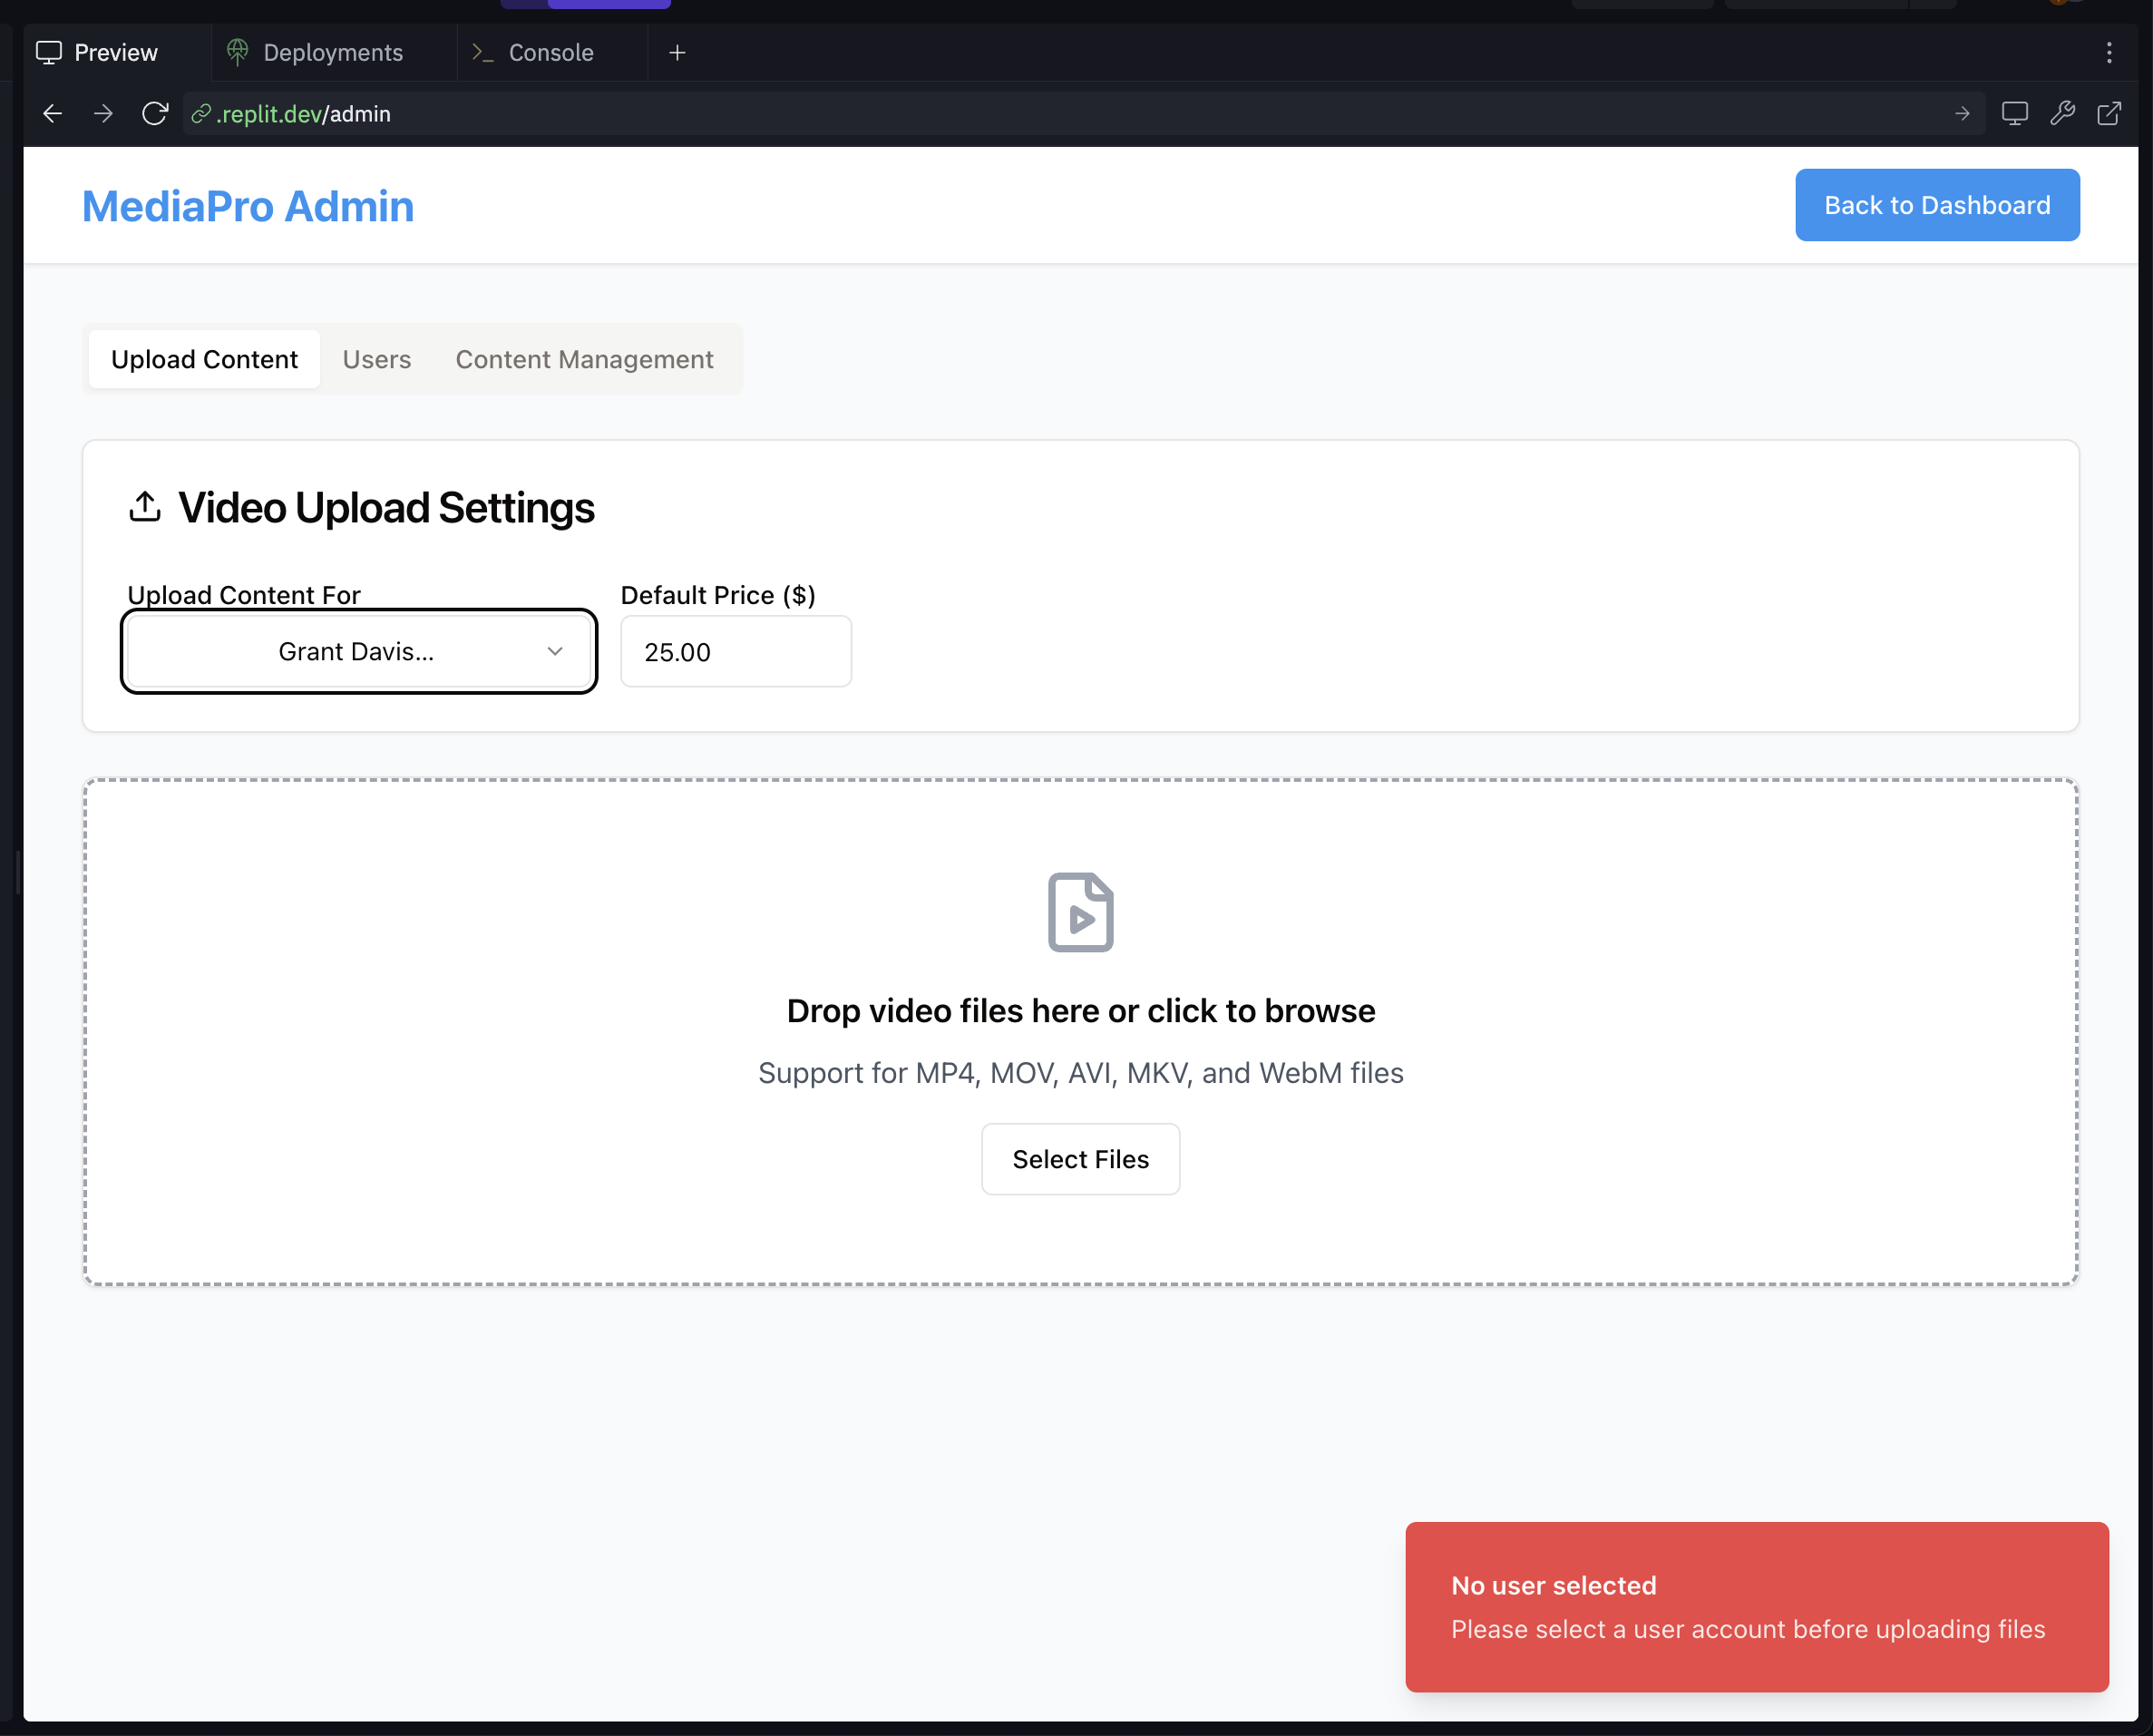 Preview
Deployments
Console
.replit.dev/admin
MediaPro Admin
Back to Dashboard
Upload Content
Users
Content Management
Video Upload Settings
Upload Content For
Default Price ($)
Grant Davis...
25.00
Drop video files here or click to browse
Support for MP4, MOV, AVI, MKV, and WebM files
Select Files
No user selected
Please select a user account before uploading files